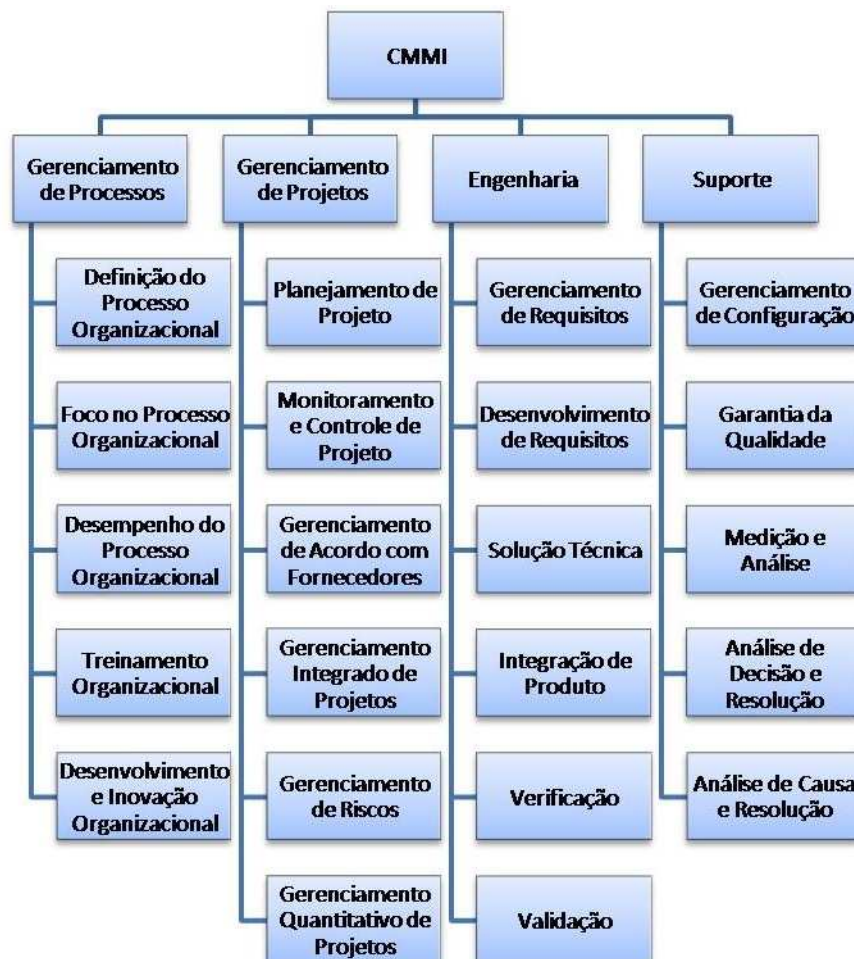 CMMI
Gerenciamento
de Processos
Definição do
Processo
Organizacional
Foco no Processo
Organizacional
Desempenho do
Processo
Organizacional
Treinamento
Organizacional
Desenvolvimento
e Inovação
Organizacional
Gerenciamento
de Projetos
Planejamento de
Projeto
Monitoramento
e Controle de
Projeto
Gerenciamento
de Acordo com
Fornecedores
Gerenciamento
Integrado de
Projetos
Gerenciamento
de Riscos
Gerenciamento
Quantitativo de
Projetos
Engenharia
Gerenciamento
de Requisitos
Desenvolvimento
de Requisitos
Solução Técnica
Integração de
Produto
Verificação
Validação
Suporte
Gerenciamento
de Configuração
Garantia da
Qualidade
Medição e
Análise
Análise de
Decisão e
Resolução
Análise de Causa
e Resolução